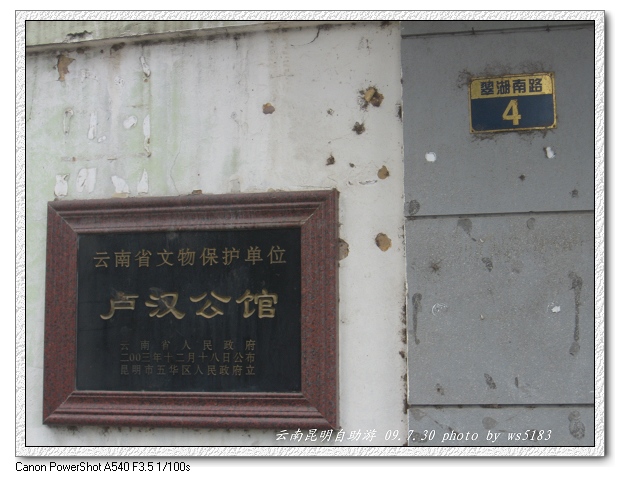 翠湖南路
4
云南省文物保护单位
卢汉公馆
云南省人民政府
二00三年十二月十八日公布
昆明市五华区人民政府立
云南昆明自助游 09.7.30 photo by ws5183
Canon PowerShot A540 F3.5 1/100s